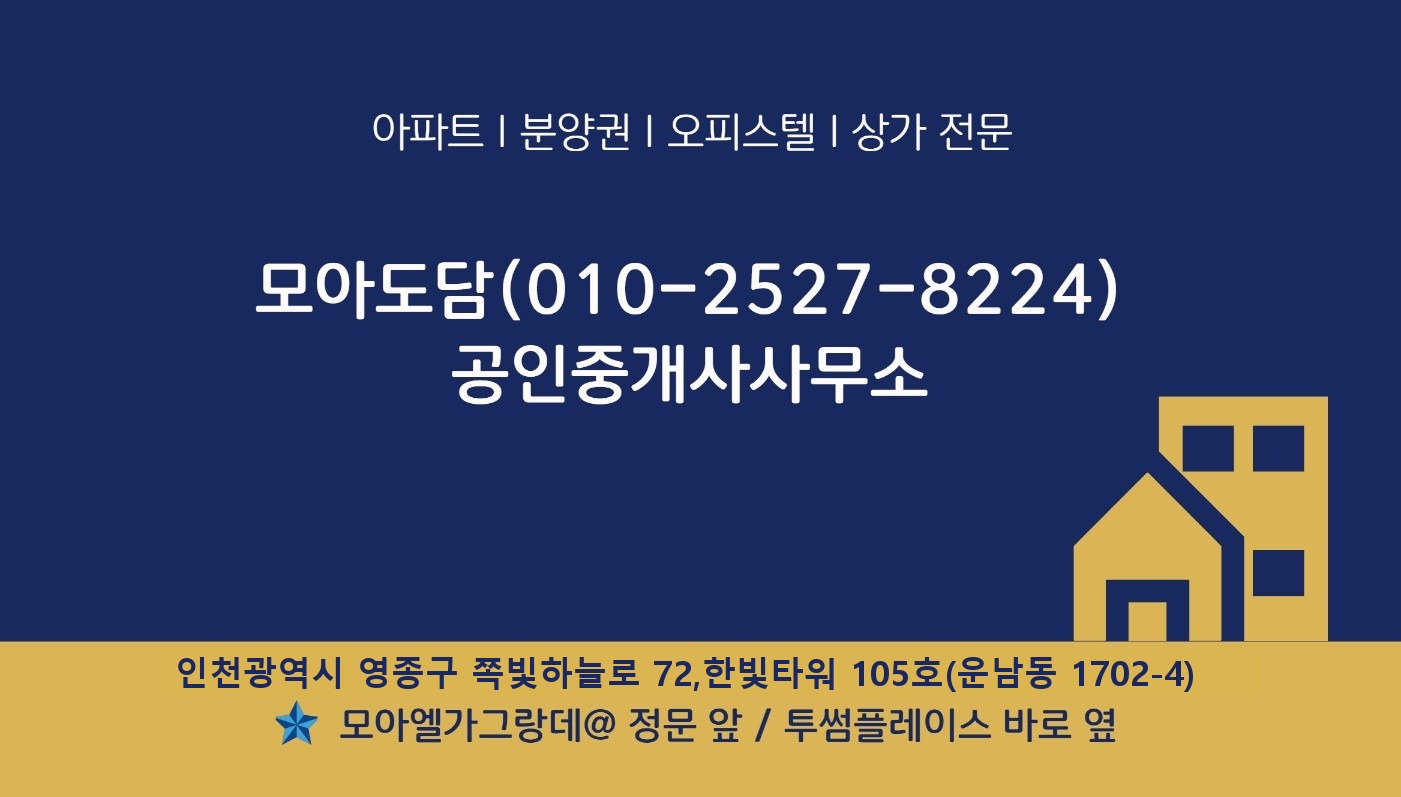 아파트 | 분양권 | 오피스텔 | 상가 전문
모아도담(010-2527-8224)
공인중개사사무소
인천광역시 영종구 쪽빛하늘로 72,한빛타워 105호(운남동 1702-4)
모아엘가그랑데@ 정문 앞 / 투썸플레이스 바로 옆